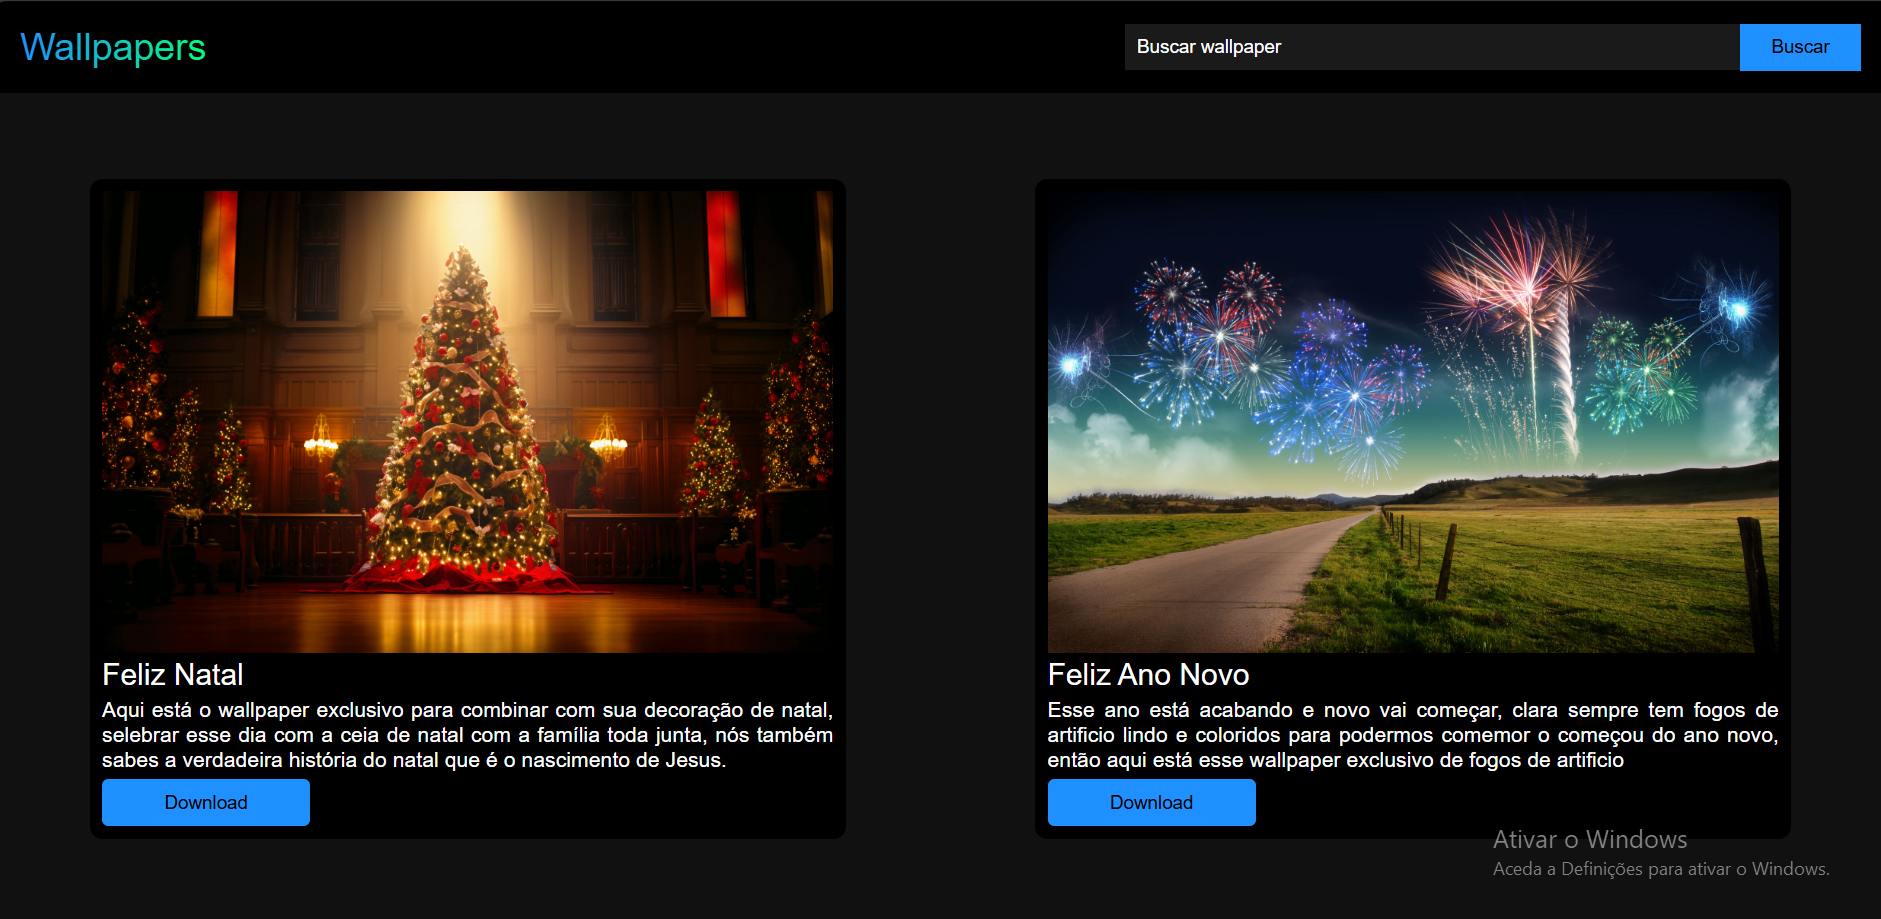 Wallpapers
Buscar wallpaper
Buscar
Feliz Natal
Aqui está o wallpaper exclusivo para combinar com sua decoração de natal,
selebrar esse dia com a ceia de natal com a família toda junta, nós também
sabes a verdadeira história do natal que é o nascimento de Jesus.
Download
Feliz Ano Novo
Esse ano está acabando e novo vai começar, clara sempre tem fogos de
artificio lindo e coloridos para podermos comemor o começou do ano novo,
então aqui está esse wallpaper exclusivo de fogos de artificio
Download
Ativar o Windows
Aceda a Definições para ativar o Windows.